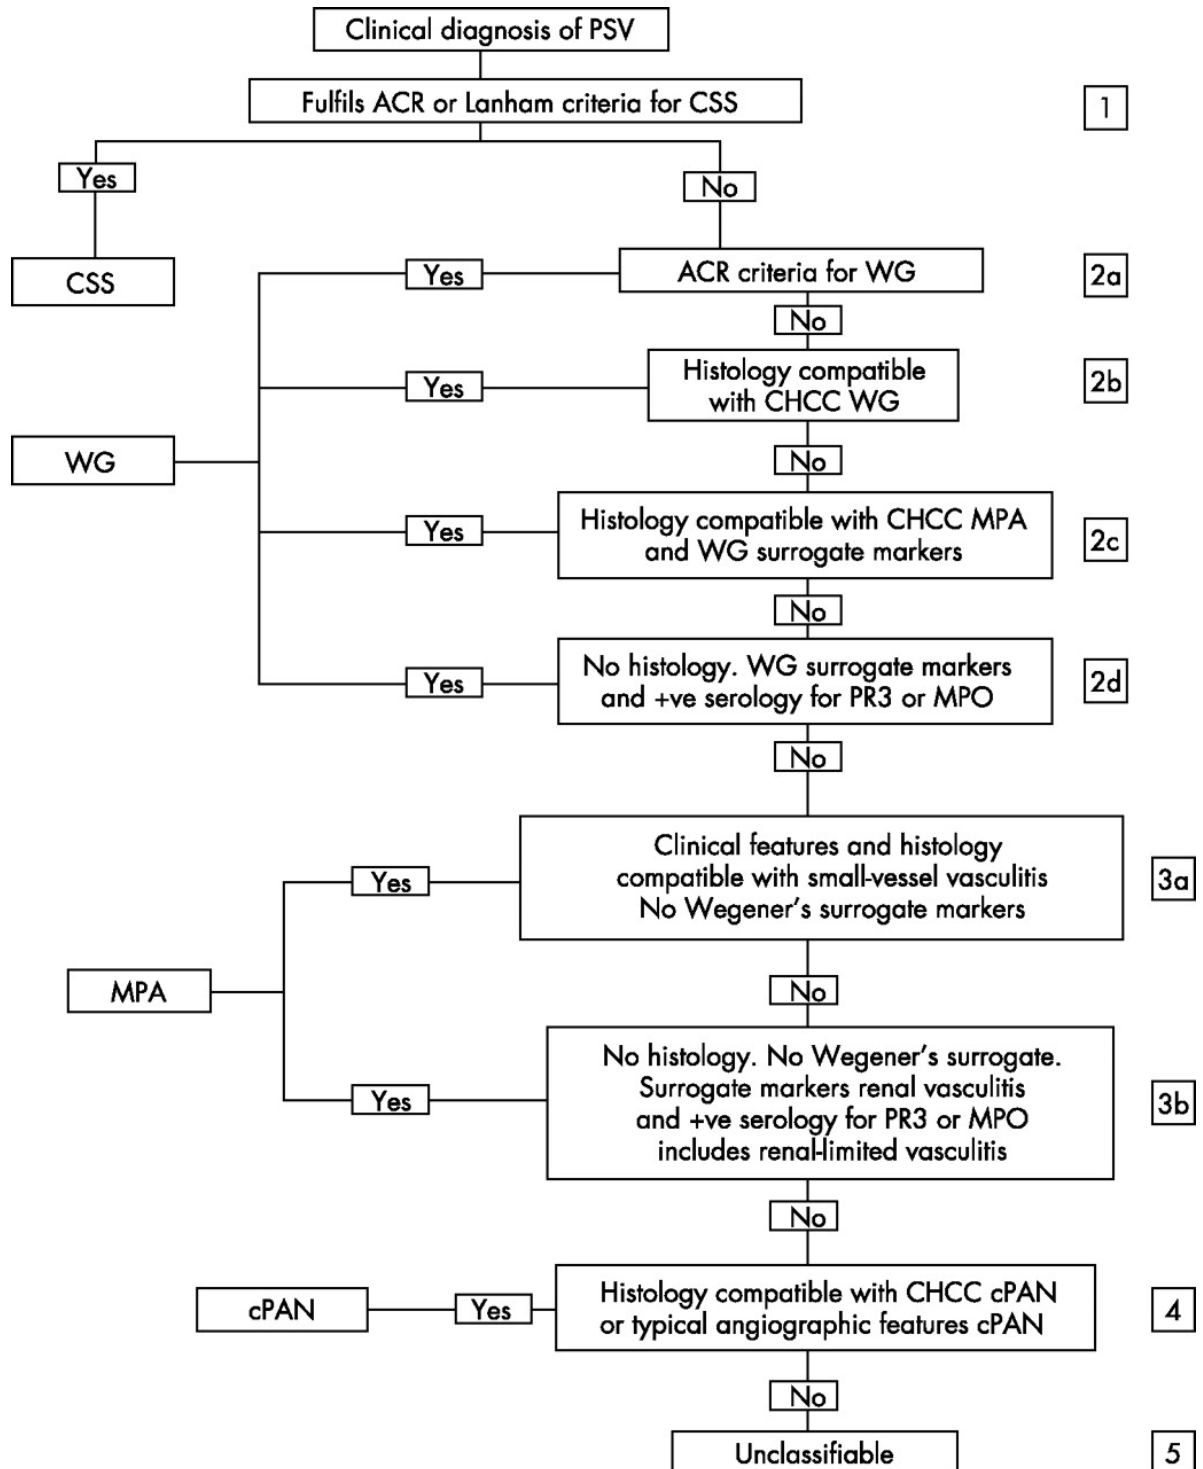 Clinical diagnosis of PSV
Fulfils ACR or Lanham criteria for CSS
1
Yes
No
CSS
Yes
ACR criteria for WG
2a
No
Yes
Histology compatible
with CHCC WG
2b
WG
No
Yes
Histology compatible with CHCC MPA
and WG surrogate markers
2c
No
Yes
No histology. WG surrogate markers
and +ve serology for PR3 or MPO
2d
No
Yes
Clinical features and histology
compatible with small-vessel vasculitis
No Wegener's surrogate markers
3a
MPA
No
Yes
No histology. No Wegener's surrogate.
Surrogate markers renal vasculitis
and +ve serology for PR3 or MPO
includes renal-limited vasculitis
3b
No
cPAN
Yes
Histology compatible with CHCC cPAN
or typical angiographic features cPAN
4
No
Unclassifiable
5